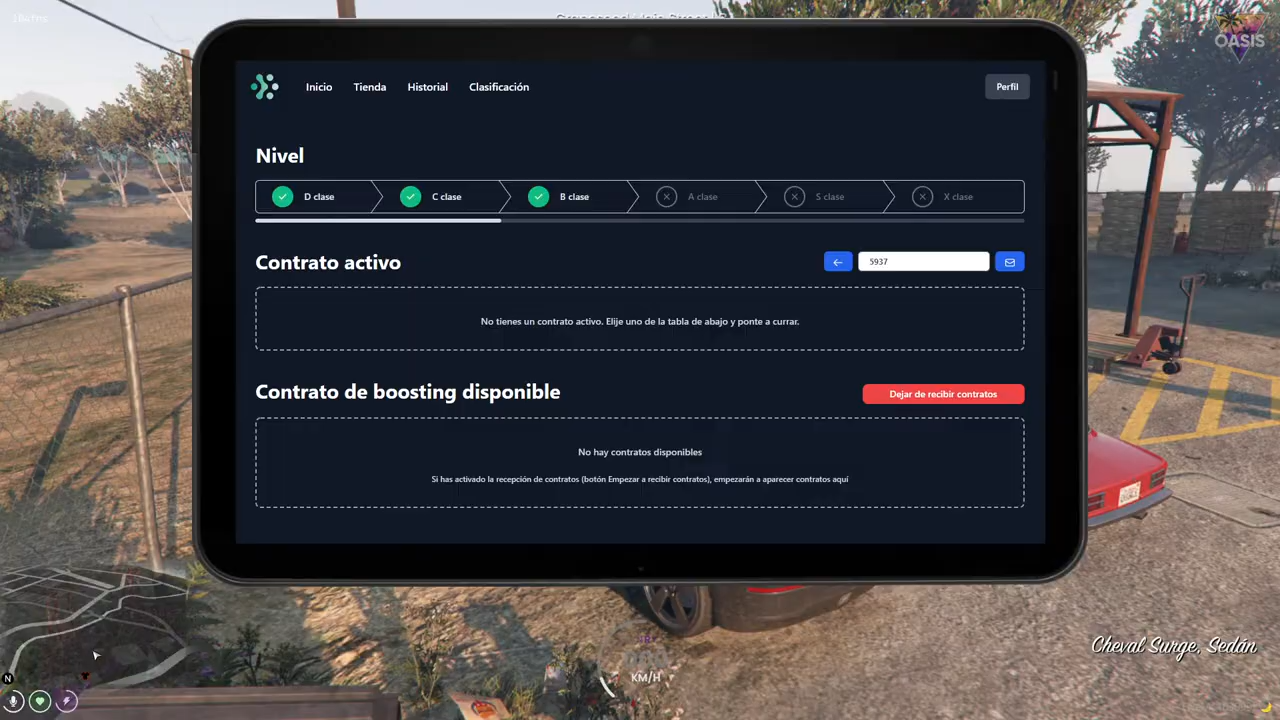 OASIS
Inicio
Tienda
Historial
Clasificación
Perfil
Nivel
D clase
C clase
B clase
A clase
S clase
X clase
Contrato activo
5937
No tienes un contrato activo. Elije uno de la tabla de abajo y ponte a currar.
Contrato de boosting disponible
Dejar de recibir contratos
No hay contratos disponibles
Si has activado la recepción de contratos (botón Empezar a recibir contratos), empezarán a aparecer contratos aquí
Cheval Surge, Sedán
N
KM/H